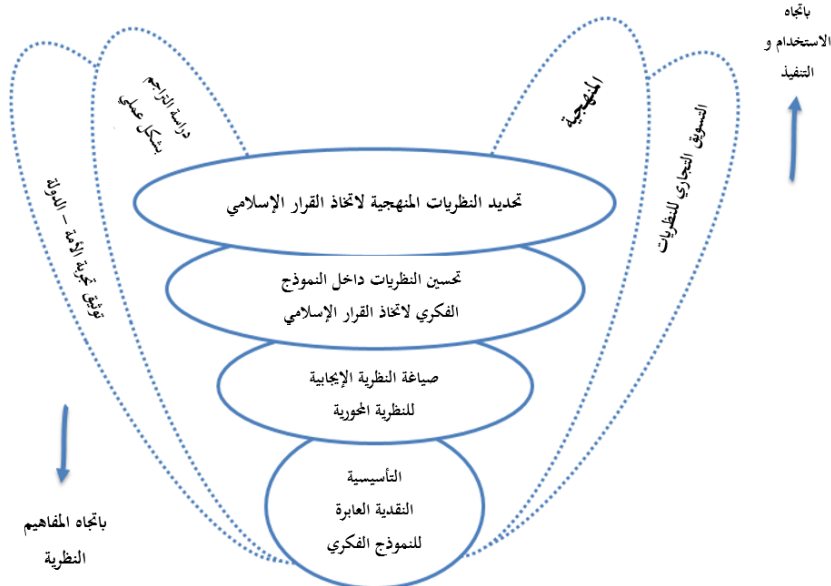 باتجاه
الاستخدام و
التنفيذ
المنهجية
التسويق التجاري للنظريات
دراسة التراجم
بشكل عملي
توثيق تجربة الأمة – الدولة
تحديد النظريات المنهجية لاتخاذ القرار الإسلامي
تحسين النظريات داخل النموذج
الفكري لاتخاذ القرار الإسلامي
صياغة النظرية الإيجابية
للنظرية المحورية
التأسيسية
النقدية العابرة
للنموذج الفكري
باتجاه المفاهيم
النظرية